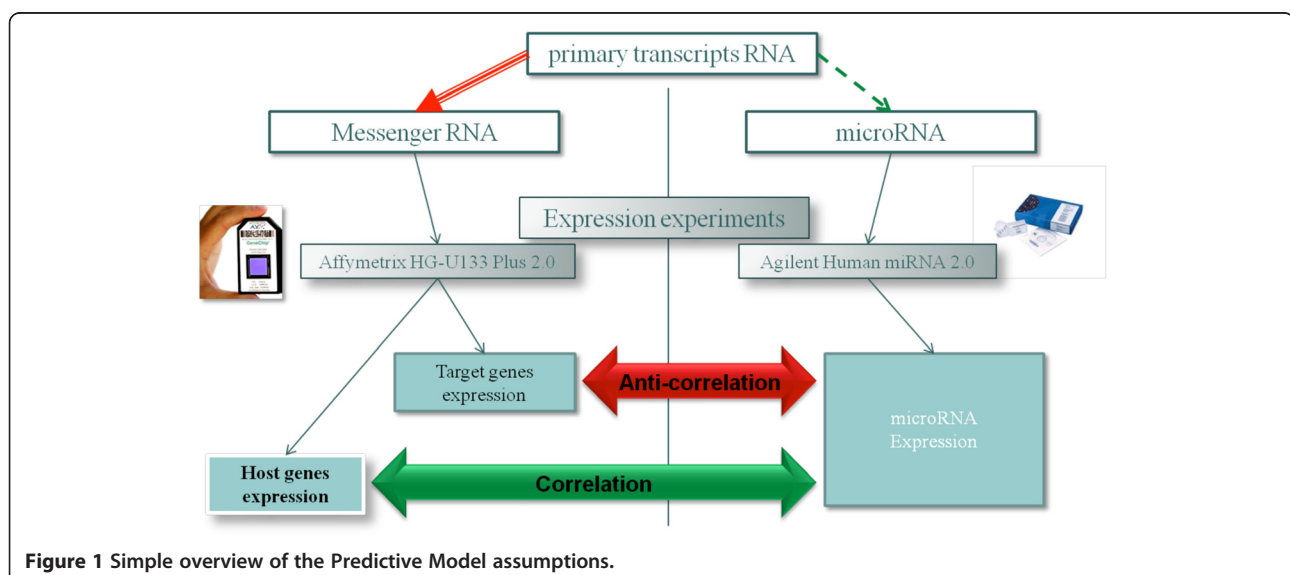 primary transcripts RNA
Messenger RNA
microRNA
Expression experiments
GeneChip
Affymetrix HG-U133 Plus 2.0
Agilent Human miRNA 2.0
Target genes
expression
Anti-correlation
microRNA
Expression
Host genes
expression
Correlation
Figure 1 Simple overview of the Predictive Model assumptions.